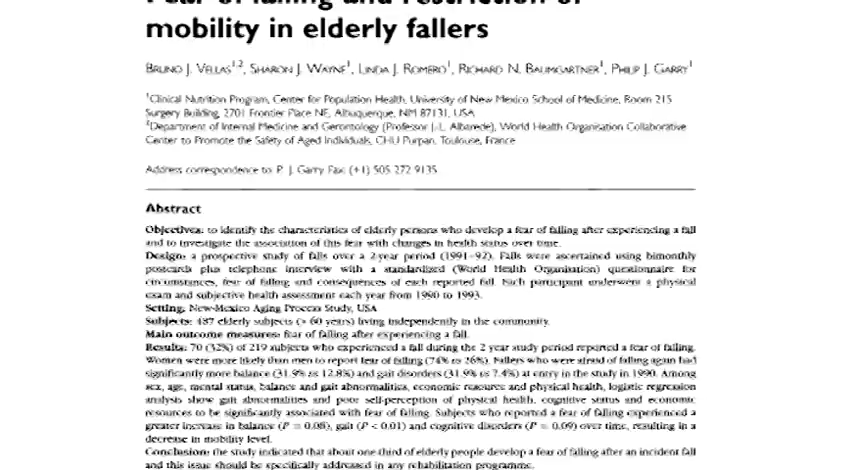 Fear of falling and restriction of
mobility in elderly fallers
BRUNO J. VELLAS1,2, SHARON J. WAYNE1, LINDA J. ROMERO1, RICHARD N. BAUMGARTNER1, PHILIP J. GARRY1
1Clinical Nutrition Program, Center for Population Health, University of New Mexico School of Medicine, Room 215
Surgery Building, 2701 Frontier Place NE, Albuquerque, NM 87131, USA
2Department of Internal Medicine and Gerontology (Professor J.-L. Albarede), World Health Organisation Collaborative
Center to Promote the Safety of Aged Individuals, CHU Purpan, Toulouse, France
Address correspondence to: P. J. Garry. Fax: (+1) 505 272 9135
Abstract
Objectives: to identify the characteristics of elderly persons who develop a fear of falling after experiencing a fall
and to investigate the association of this fear with changes in health status over time.
Design: a prospective study of falls over a 2-year period (1991–92). Falls were ascertained using bimonthly
postcards plus telephone interview with a standardized (World Health Organisation) questionnaire for
circumstances, fear of falling and consequences of each reported fall. Each participant underwent a physical
exam and subjective health assessment each year from 1990 to 1993.
Setting: New-Mexico Aging Process Study, USA
Subjects: 487 elderly subjects (> 60 years) living independently in the community.
Main outcome measures: fear of falling after experiencing a fall.
Results: 70 (32%) of 219 subjects who experienced a fall during the 2 year study period reported a fear of falling.
Women were more likely than men to report fear of falling (74% vs 26%). Fallers who were afraid of falling again had
significantly more balance (31.9% vs 12.8%) and gait disorders (31.9% vs 7.4%) at entry in the study in 1990. Among
sex, age, mental status, balance and gait abnormalities, economic resource and physical health, logistic regression
analysis show gait abnormalities and poor self-perception of physical health, cognitive status and economic
resources to be significantly associated with fear of falling. Subjects who reported a fear of falling experienced a
greater increase in balance (P = 0.08), gait (P < 0.01) and cognitive disorders (P = 0.09) over time, resulting in a
decrease in mobility level.
Conclusion: the study indicated that about one third of elderly people develop a fear of falling after an incident fall
and this issue should be specifically addressed in any rehabilitation programme.